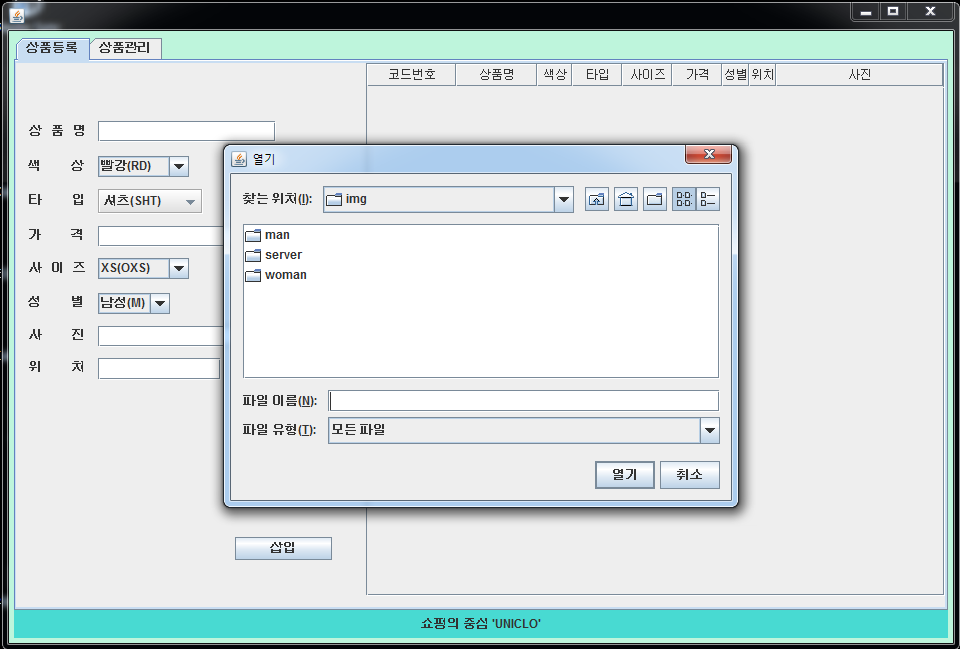 상품등록 상품관리
코드번호 상품명 색상 타입 사이즈 가격 성별 위치 사진
상 품 명
색 상 빨강(RD)
타 입 셔츠(SHT)
가 격
사 이 즈 XS(OXS)
성 별 남성(M)
사 진
위 치
열기
찾는 위치(I): img
man
server
woman
파일 이름(N):
파일 유형(T): 모든 파일
열기 취소
삽입
쇼핑의 중심 'UNICLO'